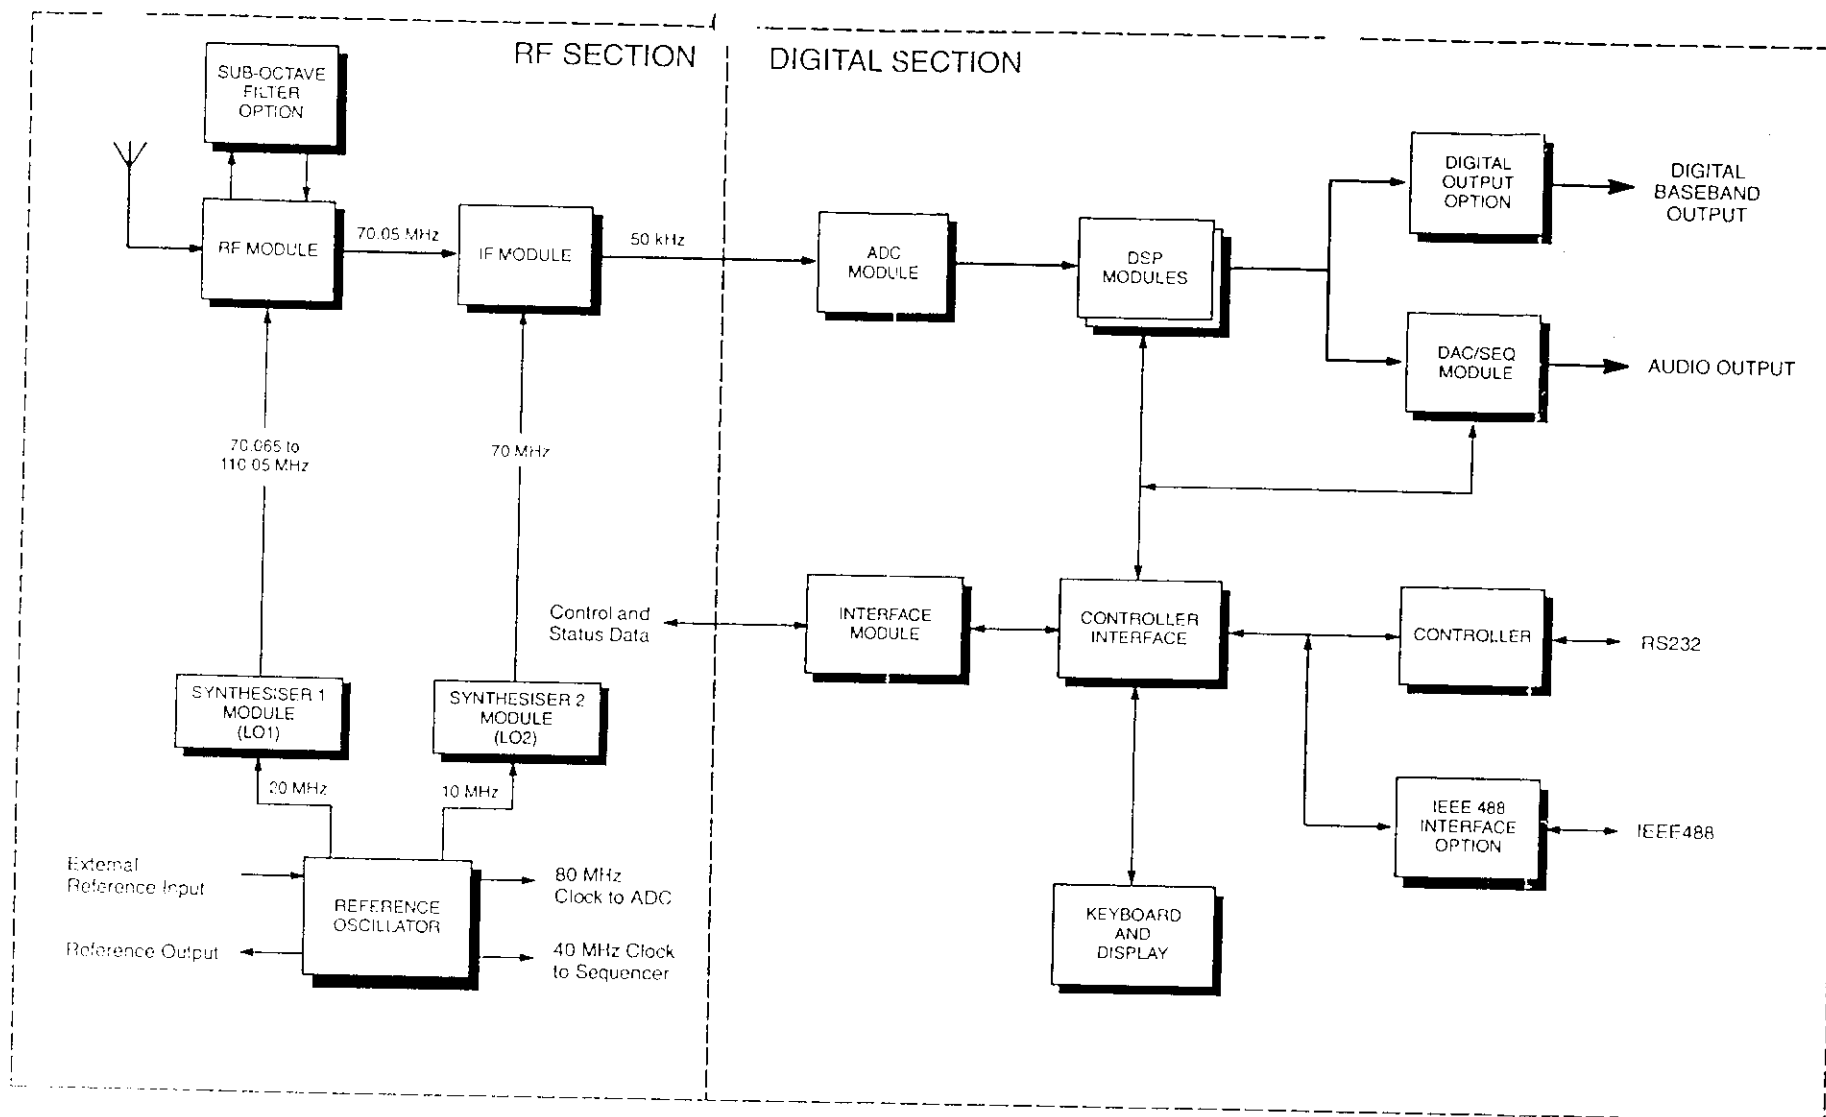 RF SECTION
DIGITAL SECTION
SUB-OCTAVE
FILTER
OPTION
RF MODULE
70.05 MHz
IF MODULE
50 kHz
ADC
MODULE
DSP
MODULES
DIGITAL
OUTPUT
OPTION
DIGITAL
BASEBAND
OUTPUT
DAC/SEQ
MODULE
AUDIO OUTPUT
70.065 to
110.05 MHz
70 MHz
Control and
Status Data
INTERFACE
MODULE
CONTROLLER
INTERFACE
CONTROLLER
RS232
SYNTHESISER 1
MODULE
(LO1)
SYNTHESISER 2
MODULE
(LO2)
20 MHz
10 MHz
IEEE 488
INTERFACE
OPTION
IEEE488
External
Reference Input
REFERENCE
OSCILLATOR
80 MHz
Clock to ADC
Reference Output
40 MHz Clock
to Sequencer
KEYBOARD
AND
DISPLAY